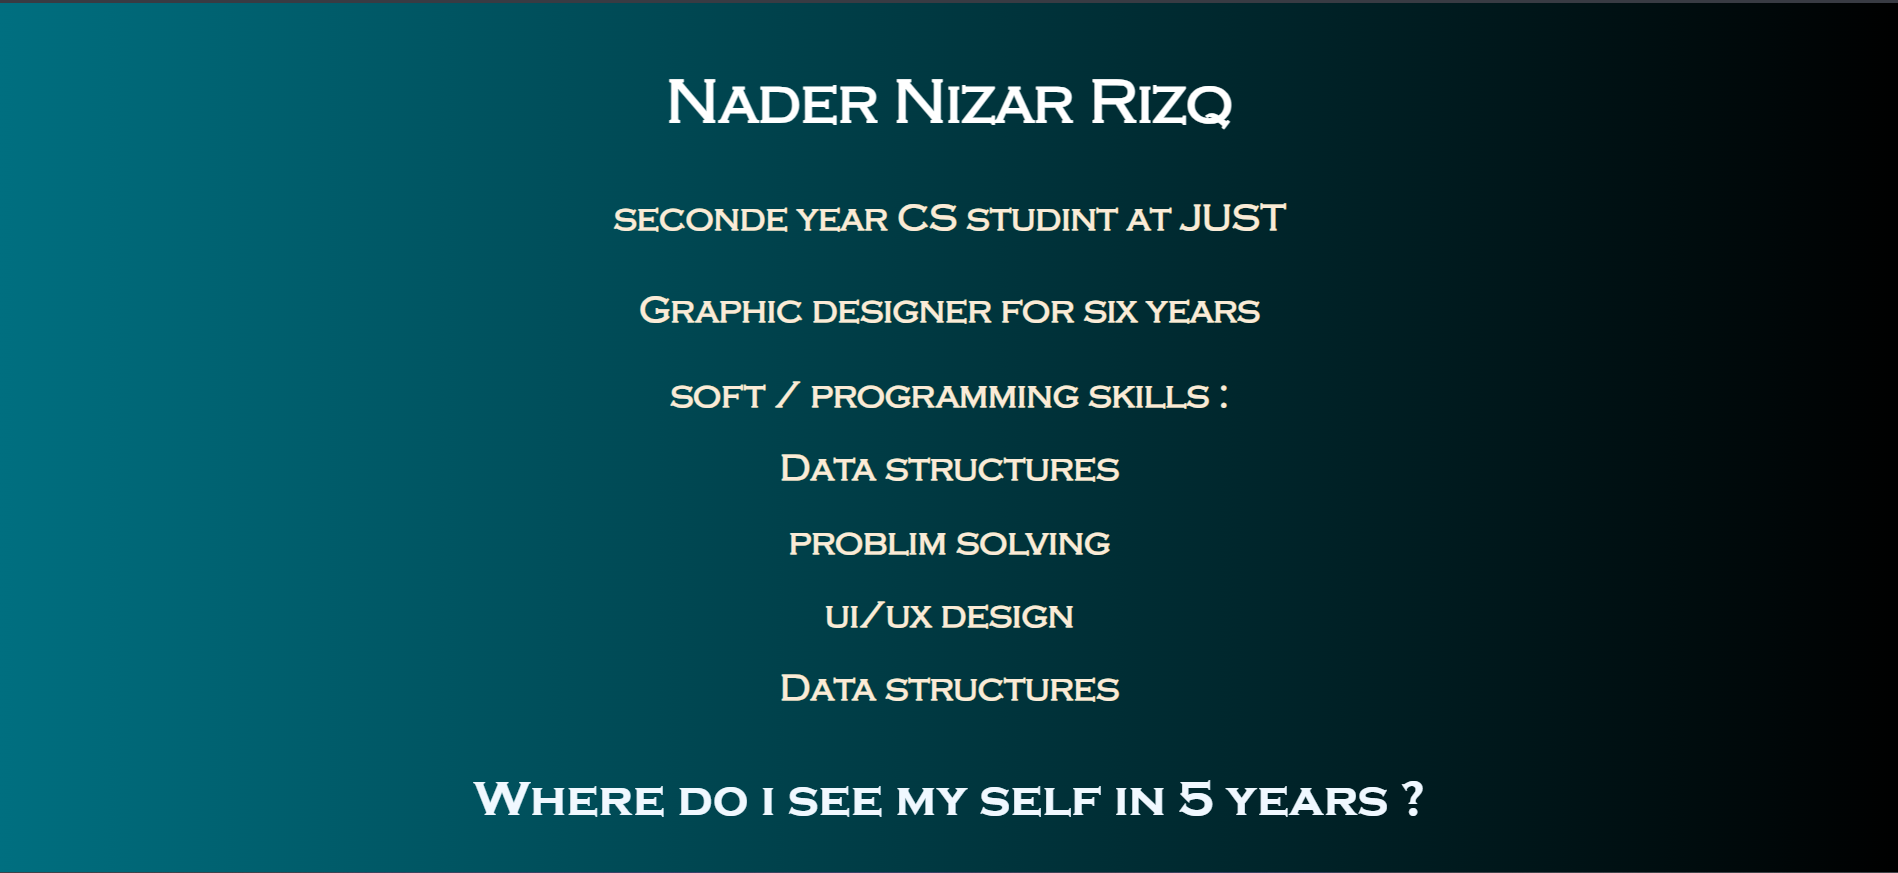 Nader Nizar Rizq
seconde year CS studint at JUST
Graphic designer for six years
soft / programming skills :
Data structures
problim solving
ui/ux design
Data structures
Where do i see my self in 5 years ?